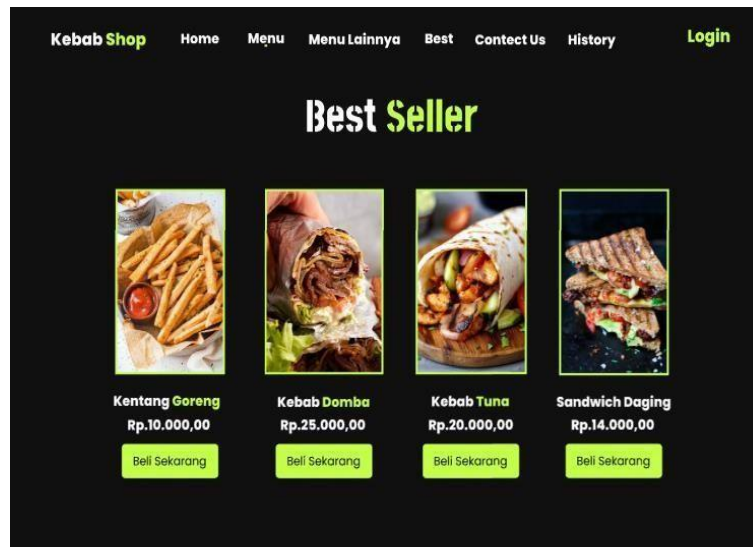 Kebab Shop Home Menu Menu Lainnya Best Contect Us History Login
Best Seller
Kentang Goreng
Rp.10.000,00
Beli Sekarang
Kebab Domba
Rp.25.000,00
Beli Sekarang
Kebab Tuna
Rp.20.000,00
Beli Sekarang
Sandwich Daging
Rp.14.000,00
Beli Sekarang